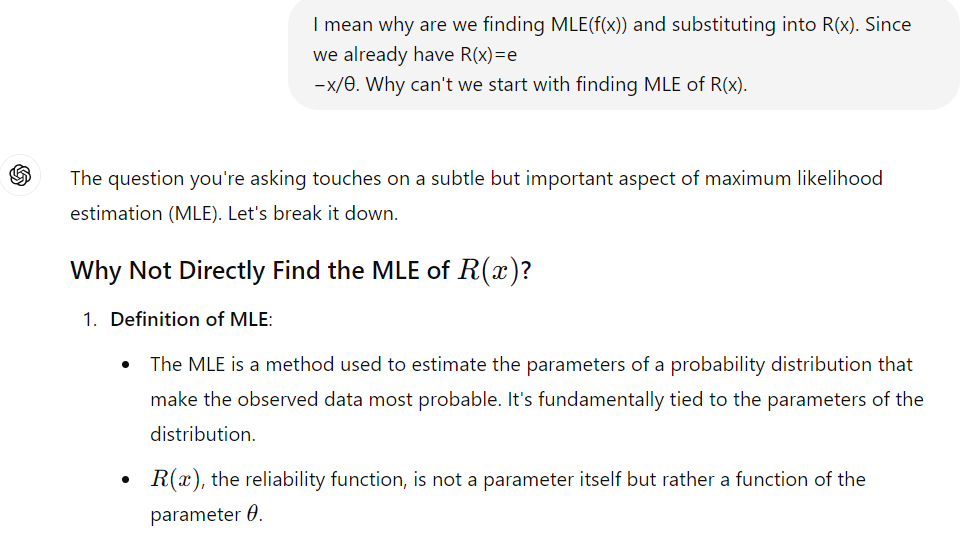 I mean why are we finding MLE(f(x)) and substituting into R(x). Since
we already have R(x)=e
−x/θ. Why can't we start with finding MLE of R(x).
The question you're asking touches on a subtle but important aspect of maximum likelihood
estimation (MLE). Let's break it down.
Why Not Directly Find the MLE of R(x)?
1. Definition of MLE:
• The MLE is a method used to estimate the parameters of a probability distribution that
make the observed data most probable. It's fundamentally tied to the parameters of the
distribution.
• R(x), the reliability function, is not a parameter itself but rather a function of the
parameter θ.